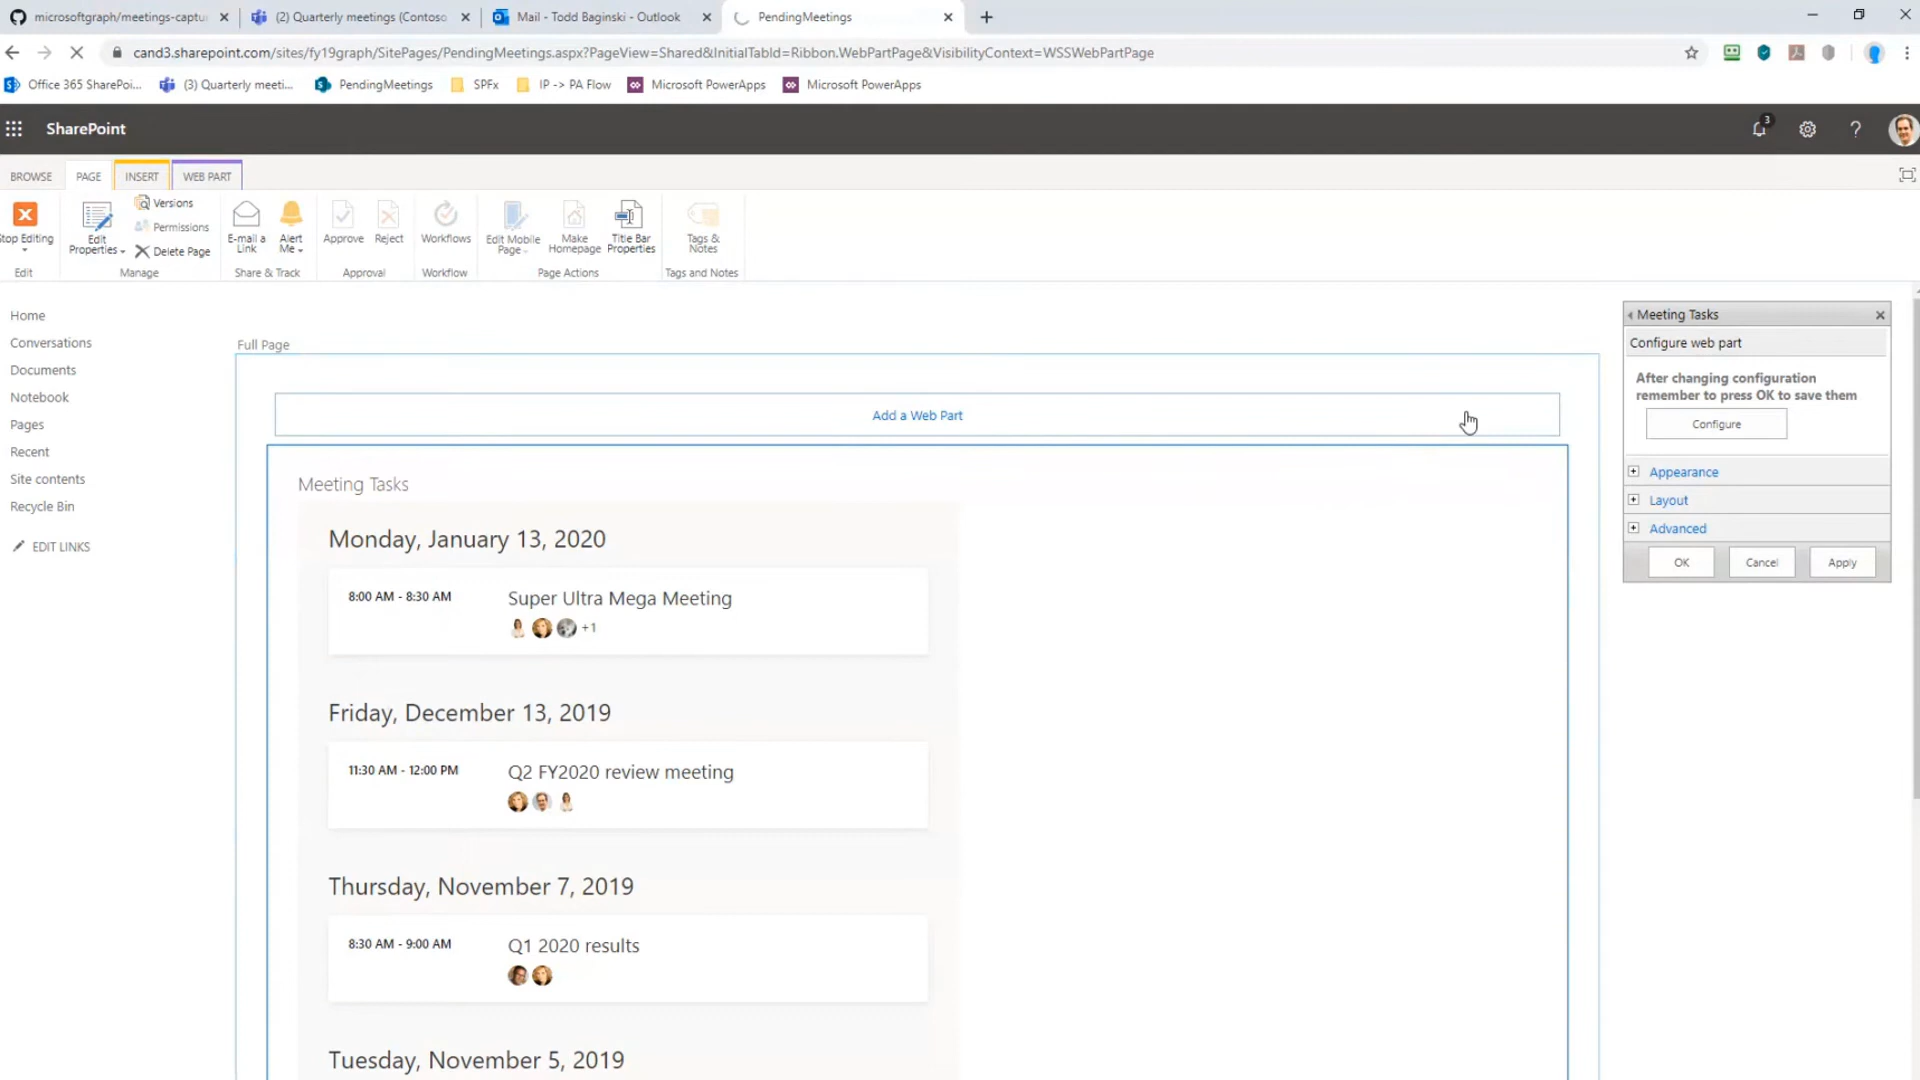 microsoftgraph/meetings-captu
(2) Quarterly meetings (Contoso
Mail - Todd Baginski - Outlook
PendingMeetings
cand3.sharepoint.com/sites/fy19graph/SitePages/PendingMeetings.aspx?PageView=Shared&InitialTabId=Ribbon.WebPartPage&VisibilityContext=WSSWebPartPage
Office 365 SharePoi...
(3) Quarterly meeti...
PendingMeetings
SPFx
IP -> PA Flow
Microsoft PowerApps
Microsoft PowerApps
SharePoint
3
?
BROWSE
PAGE
INSERT
WEB PART
top Editing
Edit
Properties
Versions
Permissions
Delete Page
E-mail a
Link
Alert
Me
Approve
Reject
Workflows
Edit Mobile
Page
Make
Homepage
Title Bar
Properties
Tags &
Notes
Edit
Manage
Share & Track
Approval
Workflow
Page Actions
Tags and Notes
Home
Conversations
Documents
Notebook
Pages
Recent
Site contents
Recycle Bin
EDIT LINKS
Full Page
Add a Web Part
Meeting Tasks
Monday, January 13, 2020
8:00 AM - 8:30 AM
Super Ultra Mega Meeting
+1
Friday, December 13, 2019
11:30 AM - 12:00 PM
Q2 FY2020 review meeting
Thursday, November 7, 2019
8:30 AM - 9:00 AM
Q1 2020 results
Tuesday, November 5, 2019
Meeting Tasks
Configure web part
After changing configuration
remember to press OK to save them
Configure
Appearance
Layout
Advanced
OK
Cancel
Apply